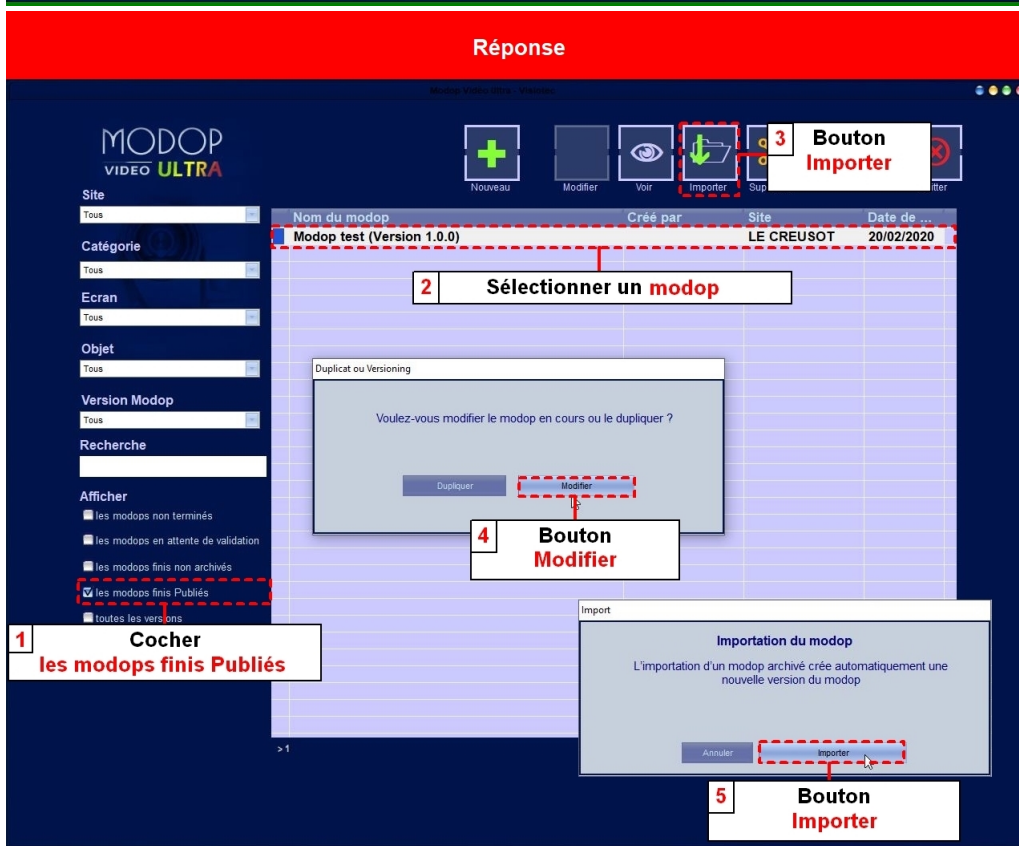 Réponse
Modop Vidéo Ultra - Visuteu
MODOP
VIDEO ULTRA
Nouveau
Modifier
Voir
Importer
3 Bouton
Importer
Site
Tous
Catégorie
Tous
Ecran
Tous
Objet
Tous
Version Modop
Tous
Recherche
Afficher
les modops non terminés
les modops en attente de validation
les modops finis non archivés
les modops finis Publiés
toutes les versions
1 Cocher
les modops finis Publiés
Nom du modop Créé par Site Date de ...
Modop test (Version 1.0.0) LE CREUSOT 20/02/2020
2 Sélectionner un modop
Duplicat ou Versioning
Voulez-vous modifier le modop en cours ou le dupliquer ?
Dupliquer Modifier
4 Bouton
Modifier
Import
Importation du modop
L'importation d'un modop archivé crée automatiquement une
nouvelle version du modop
Annuler Importer
5 Bouton
Importer
> 1